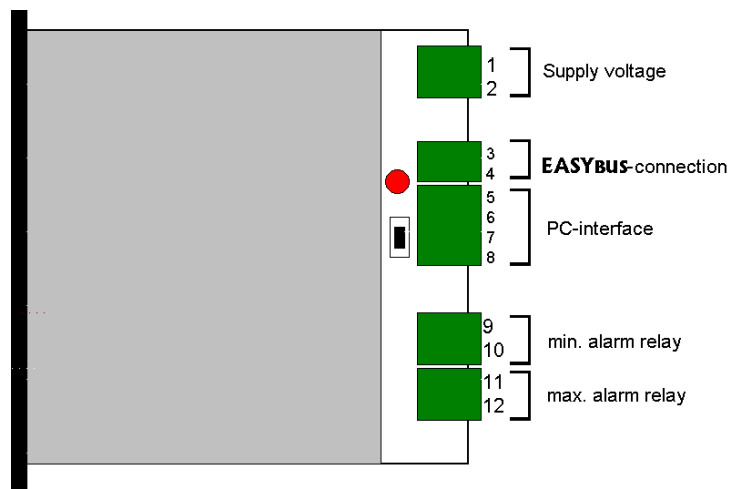 1
2
Supply voltage
3
4
EASYBUS-connection
5
6
7
8
PC-interface
9
10
min. alarm relay
11
12
max. alarm relay